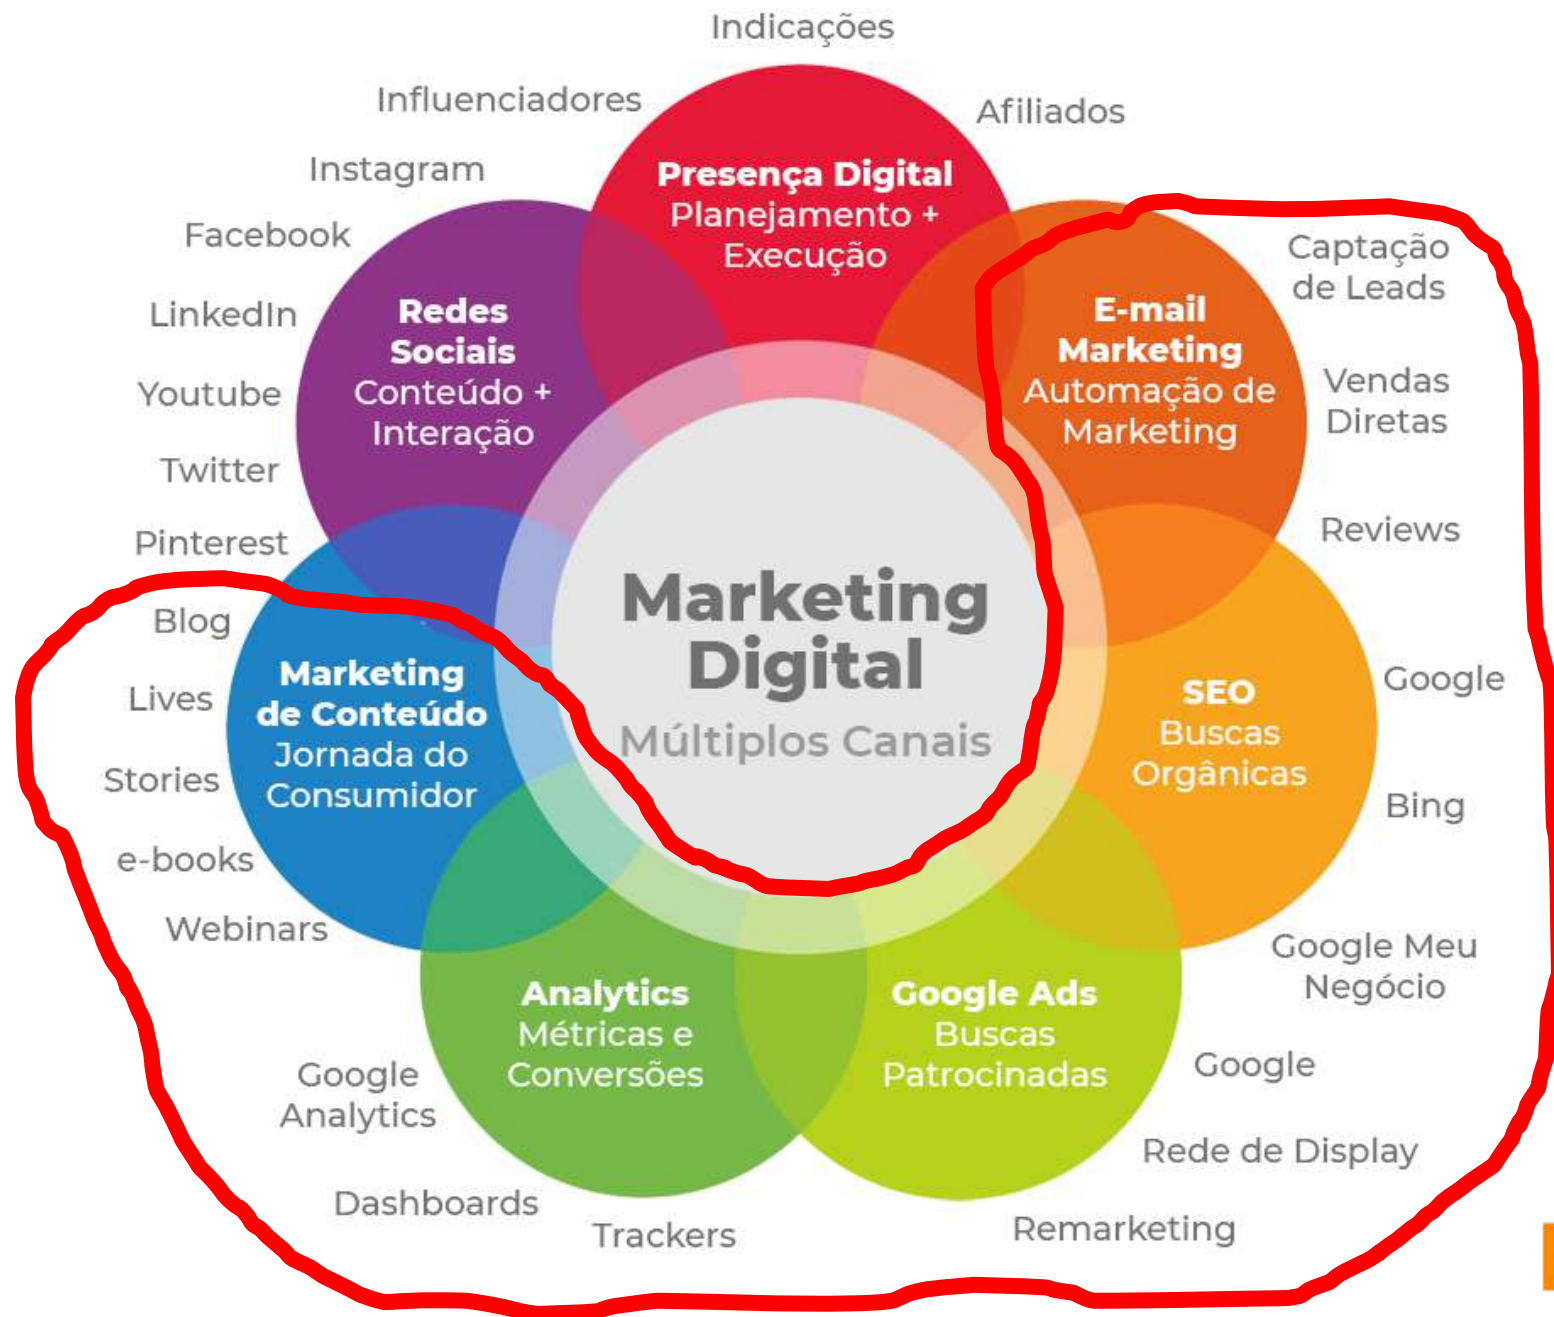 Indicações
Influenciadores
Afiliados
Instagram
Presença Digital
Planejamento +
Execução
Facebook
LinkedIn
Youtube
Twitter
Pinterest
Redes
Sociais
Conteúdo +
Interação
E-mail
Marketing
Automação de
Marketing
Captação
de Leads
Vendas
Diretas
Reviews
Marketing
Digital
Múltiplos Canais
Blog
Lives
Stories
e-books
Webinars
Marketing
de Conteúdo
Jornada do
Consumidor
SEO
Buscas
Orgânicas
Google
Bing
Google Meu
Negócio
Analytics
Métricas e
Conversões
Google Ads
Buscas
Patrocinadas
Google
Analytics
Dashboards
Trackers
Google
Rede de Display
Remarketing